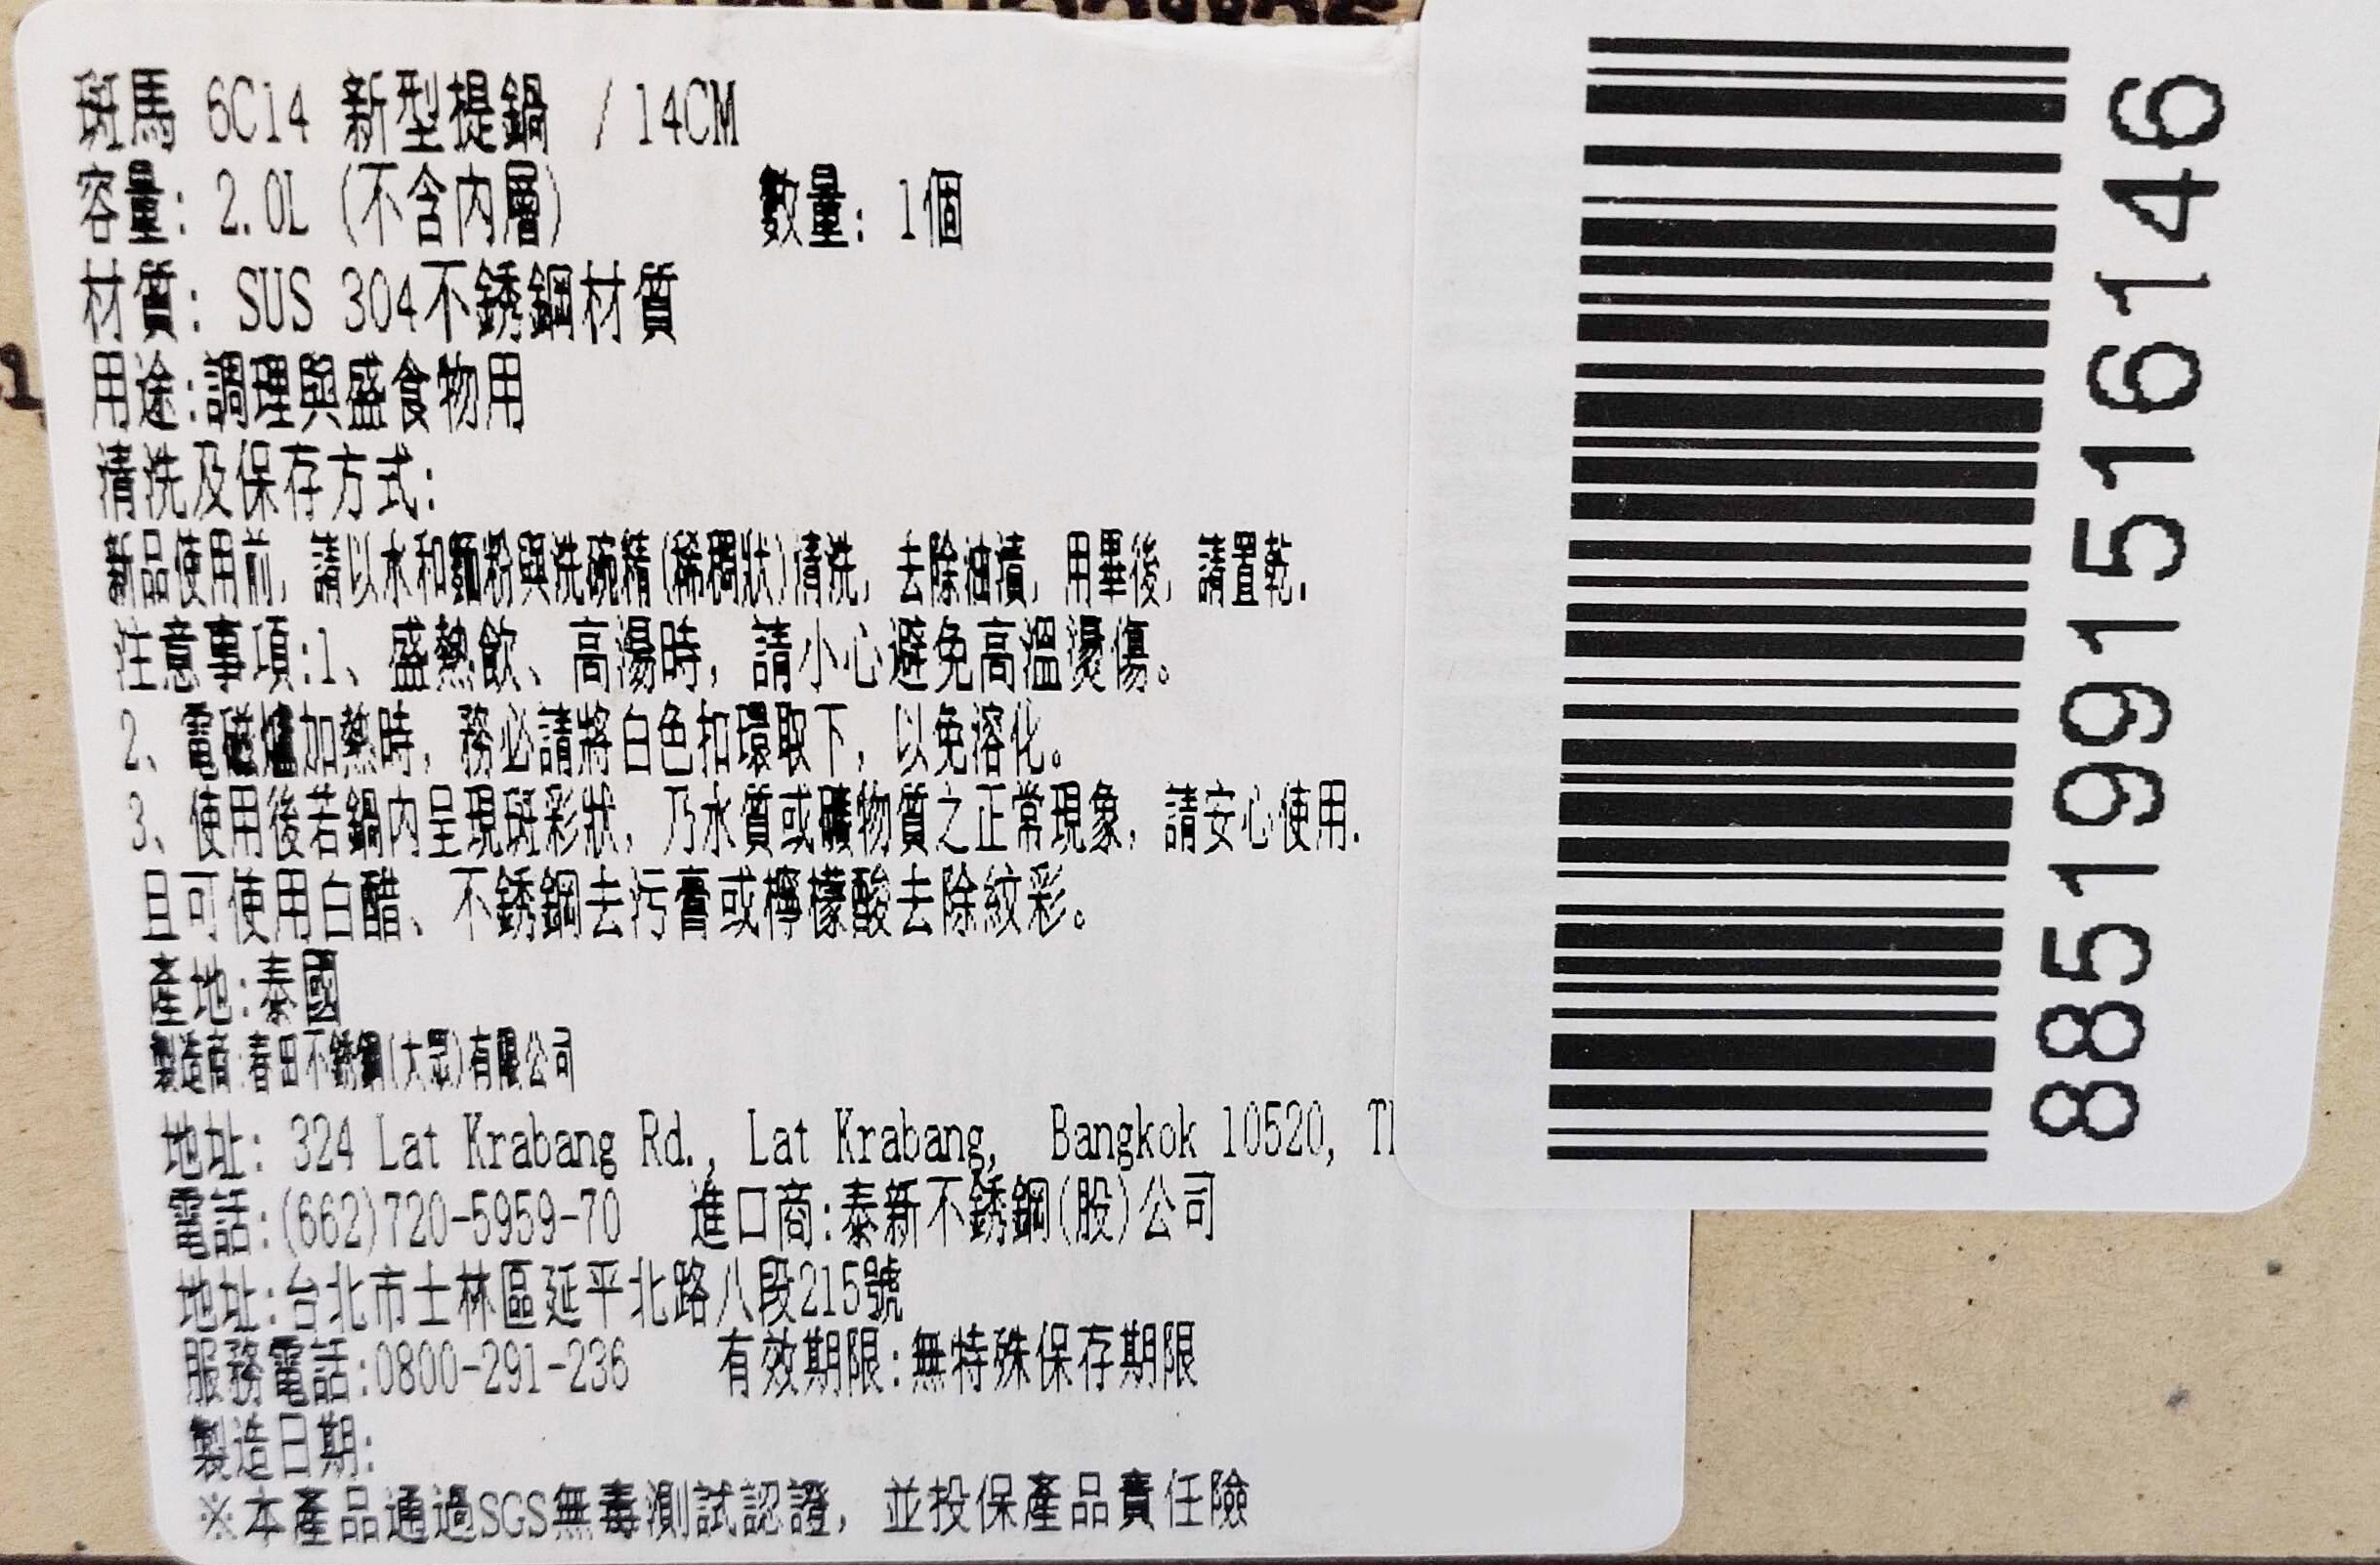 斑馬 6C14 新型提鍋 / 14CM
容量: 2.0L (不含內層) 數量: 1個
材質: SUS 304不銹鋼材質
用途:調理與盛食物用
清洗及保存方式:
新品使用前, 請以水和麵粉與洗碗精(稀稠狀)清洗, 去除油漬, 用畢後, 請置乾.
注意事項:1、盛熱飲、高湯時, 請小心避免高溫燙傷。
2、電磁爐加熱時, 務必請將白色扣環取下, 以免溶化。
3、使用後若鍋內呈現斑彩狀, 乃水質或礦物質之正常現象, 請安心使用.
且可使用白醋、不銹鋼去污膏或檸檬酸去除紋彩。
產地:泰國
製造商:春田不銹鋼(大眾)有限公司
地址: 324 Lat Krabang Rd., Lat Krabang, Bangkok 10520,
電話:(662)720-5959-70 進口商:泰新不銹鋼(股)公司
地址:台北市士林區延平北路八段215號
服務電話:0800-291-236 有效期限:無特殊保存期限
製造日期:
※本產品通過SGS無毒測試認證, 並投保產品責任險
8851991516146